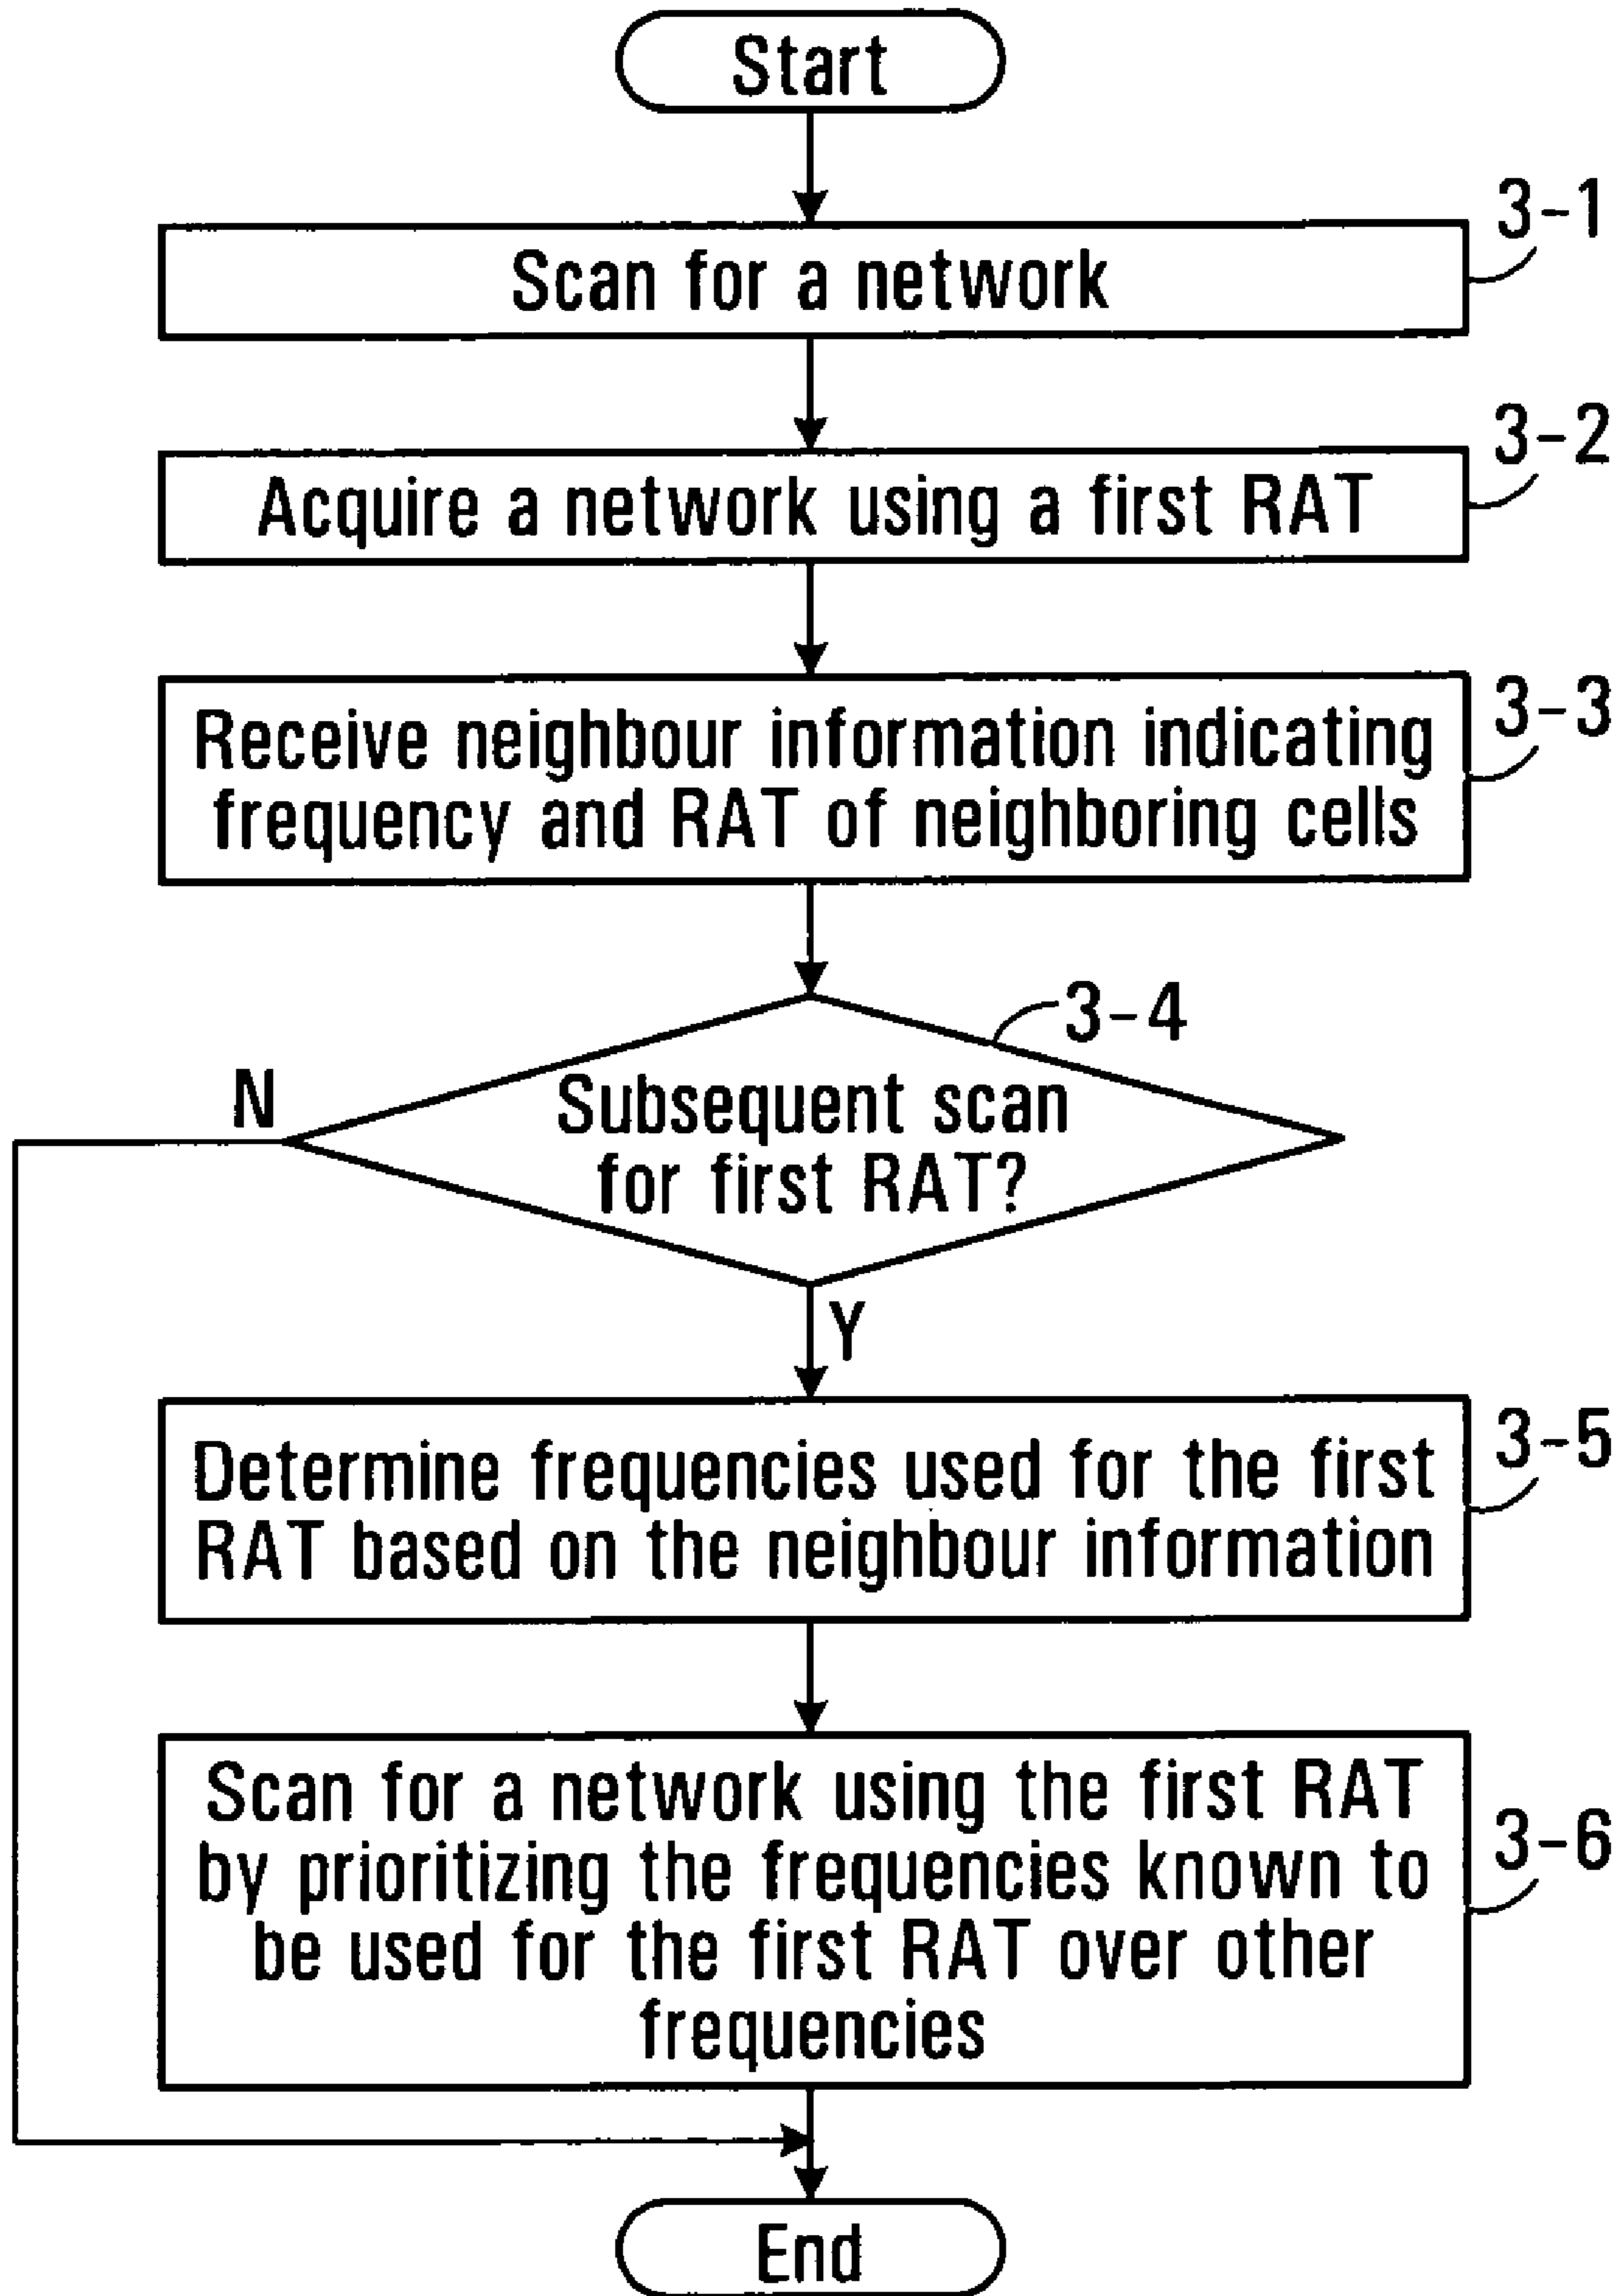 Start
3-1
Scan for a network
3-2
Acquire a network using a first RAT
3-3
Receive neighbour information indicating
frequency and RAT of neighboring cells
3-4
N
Subsequent scan
for first RAT?
Y
3-5
Determine frequencies used for the first
RAT based on the neighbour information
3-6
Scan for a network using the first RAT
by prioritizing the frequencies known to
be used for the first RAT over other
frequencies
End